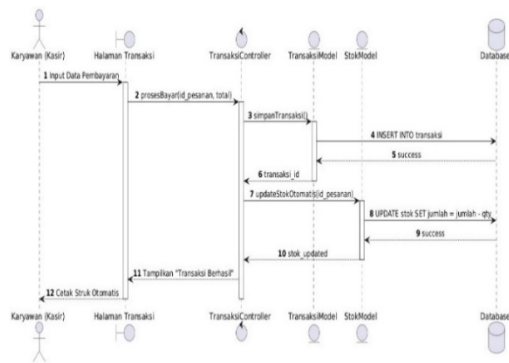 Karyawan (Kasir) Halaman Transaksi TransaksiController TransaksiModel StokModel Database
1 Input Data Pembayaran
2 prosesBayar(id_pesanan, total)
3 simpanTransaksi()
4 INSERT INTO transaksi
5 success
6 transaksi_id
7 updateStokOtomatis(id_pesanan)
8 UPDATE stok SET jumlah = jumlah - qty
9 success
10 stok_updated
11 Tampilkan "Transaksi Berhasil"
12 Cetak Struk Otomatis
Karyawan (Kasir) Halaman Transaksi TransaksiController TransaksiModel StokModel Database